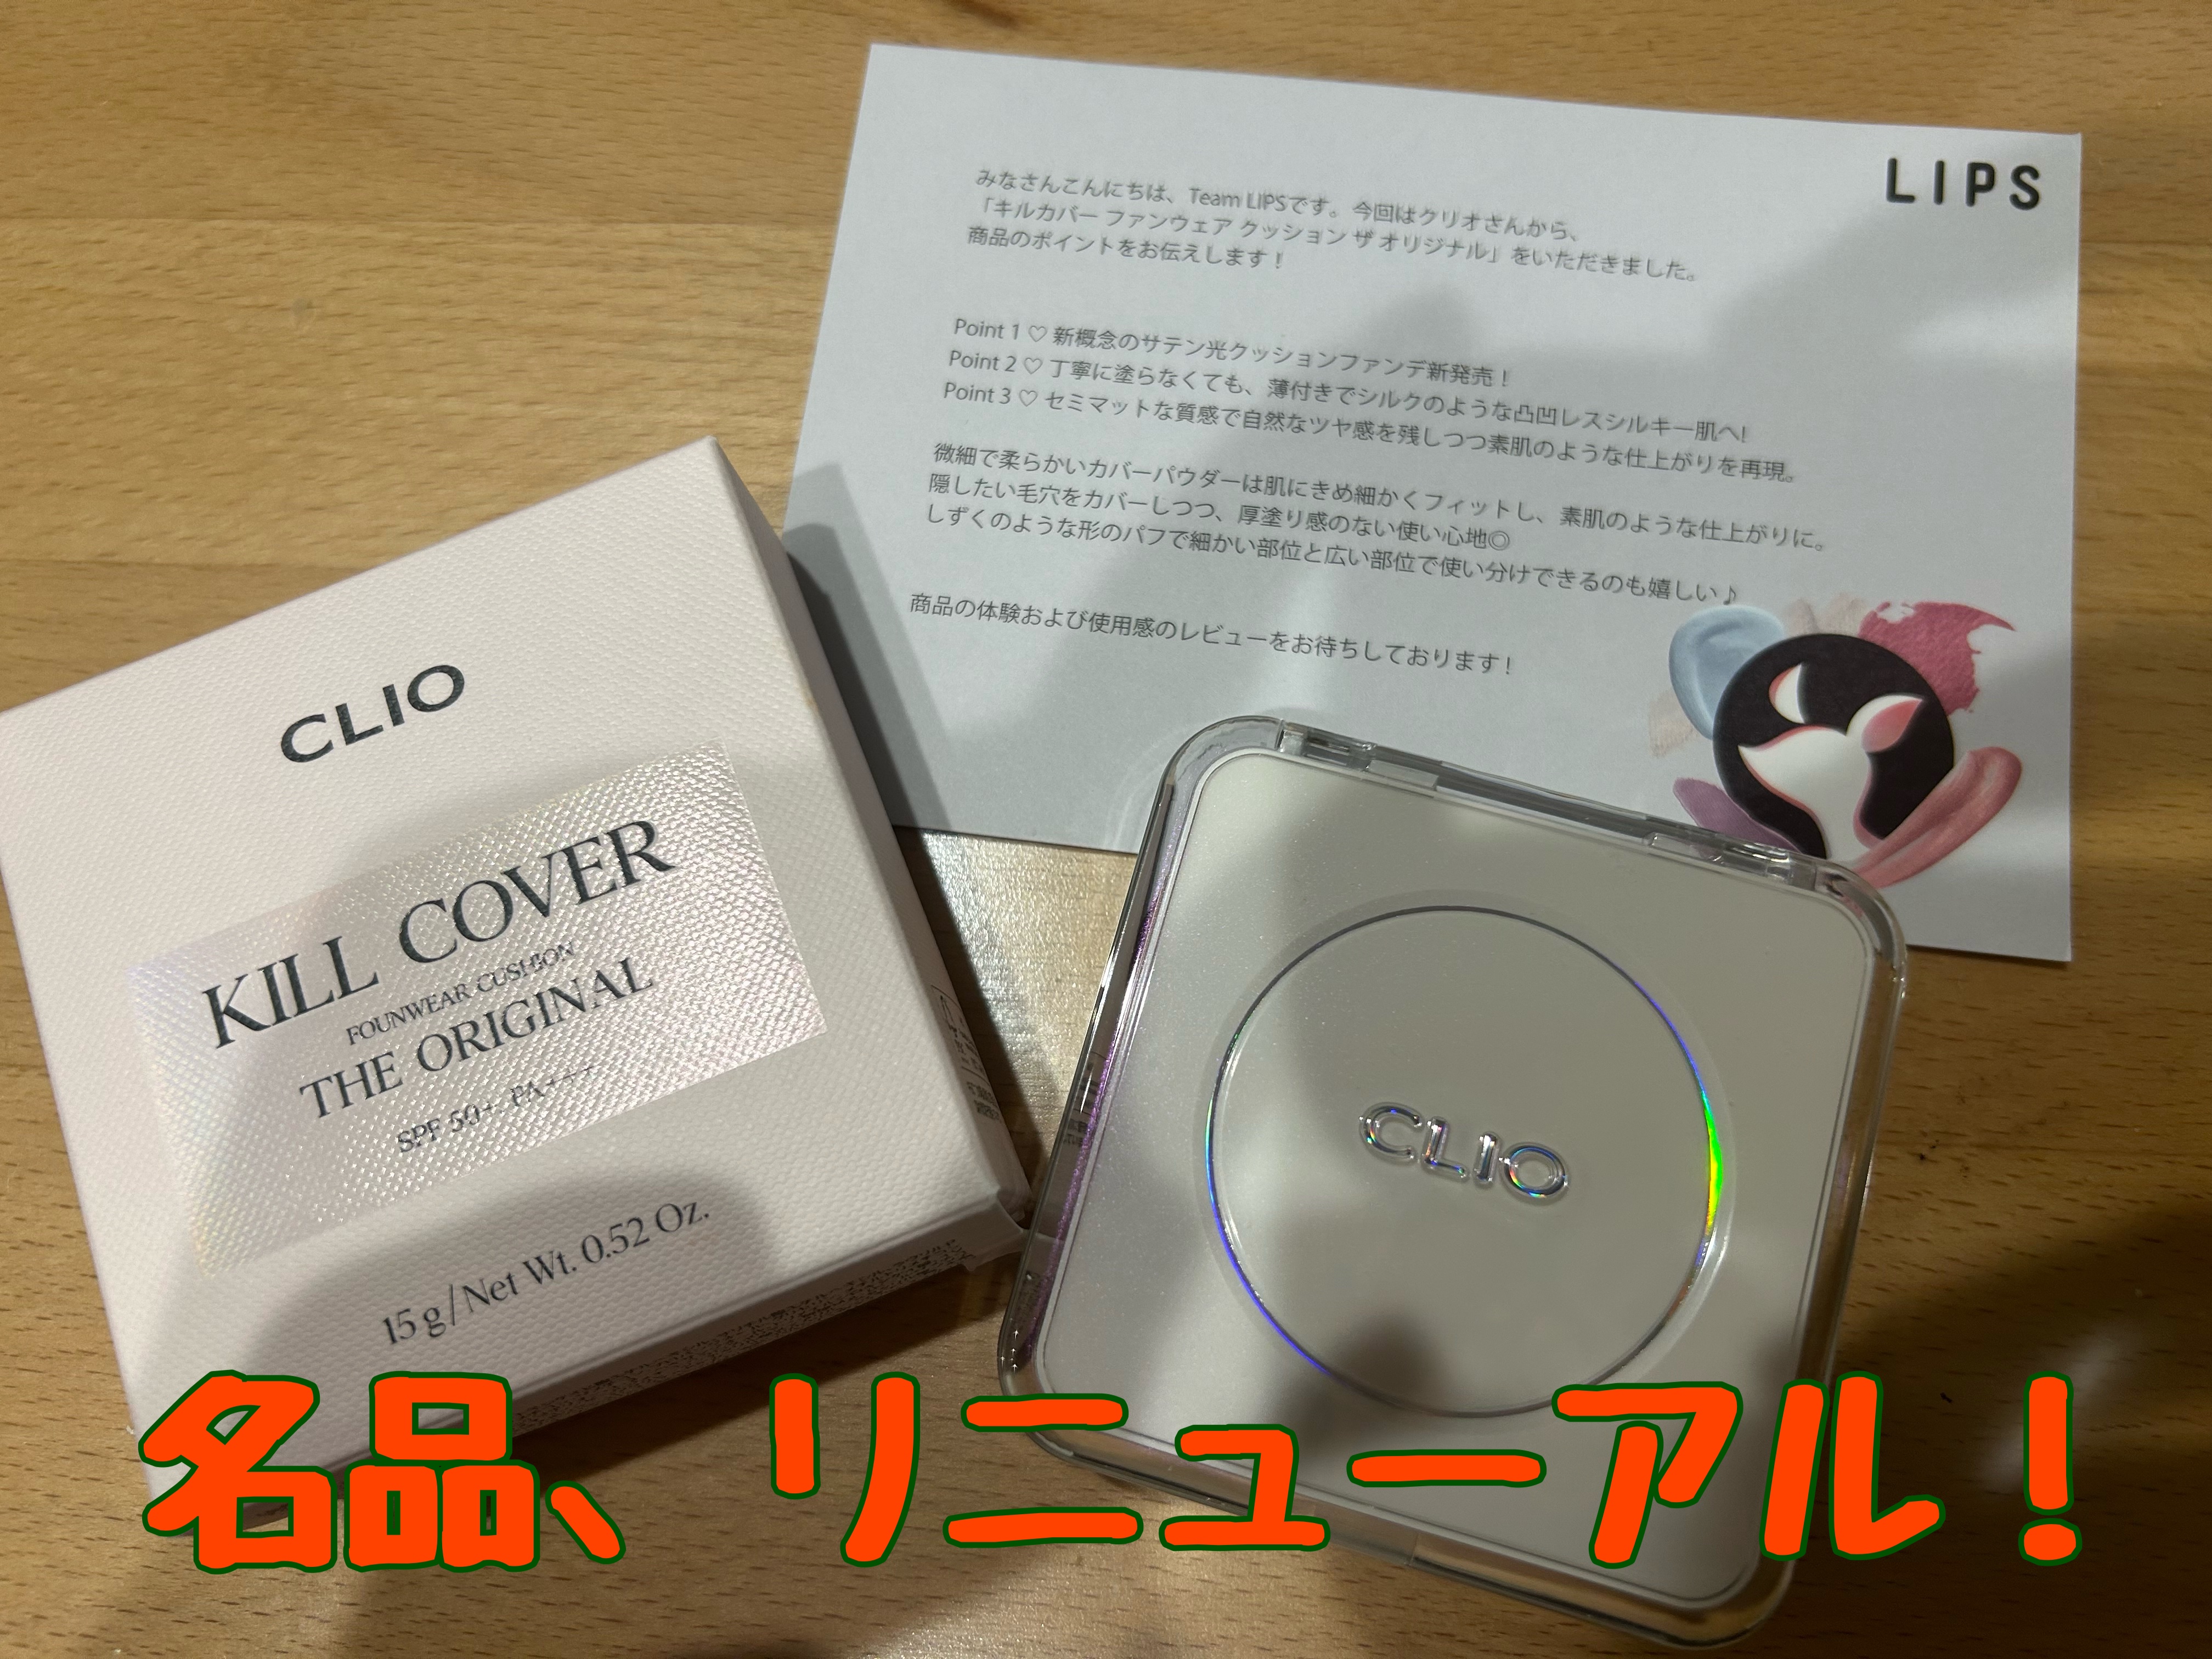 LIPS
みなさんこんにちは、Team LIPSです。今回はクリオさんから、
「キルカバー ファンウェア クッション ザ オリジナル」をいただきました。
商品のポイントをお伝えします！
Point 1 ♡ 新概念のサテン光クッションファンデ新発売！
Point 2 ♡ 丁寧に塗らなくても、薄付きでシルクのような凸凹レスシルキー肌へ!
Point 3 ♡ セミマットな質感で自然なツヤ感を残しつつ素肌のような仕上がりを再現。
微細で柔らかいカバーパウダーは肌にきめ細かくフィットし、素肌のような仕上がりに。
隠したい毛穴をカバーしつつ、厚塗り感のない使い心地◎
しずくのような形のパフで細かい部位と広い部位で使い分けできるのも嬉しい♪
商品の体験および使用感のレビューをお待ちしております！
CLIO
KILL COVER
FOUNWEAR CUSHION
THE ORIGINAL
SPF 50+ PA+++
15 g/Net Wt. 0.52 Oz.
CLIO
名品、リニューアル！